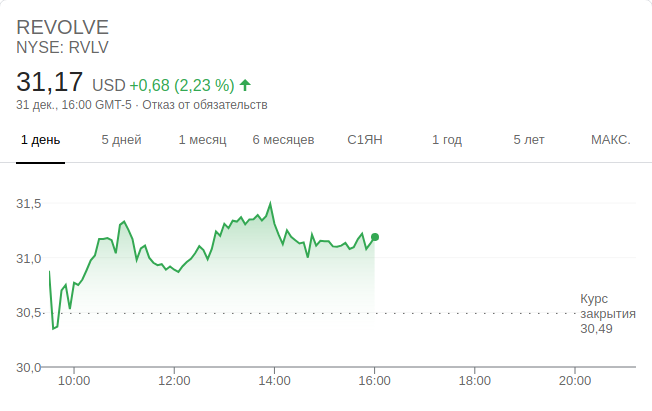 REVOLVE
NYSE: RVLV
31,17 USD +0,68 (2,23 %)
31 дек., 16:00 GMT-5 · Отказ от обязательств
1 день 5 дней 1 месяц 6 месяцев С1ЯН 1 год 5 лет МАКС.
31,5
31,0
30,5
30,0
Курс
закрытия
30,49
10:00 12:00 14:00 16:00 18:00 20:00